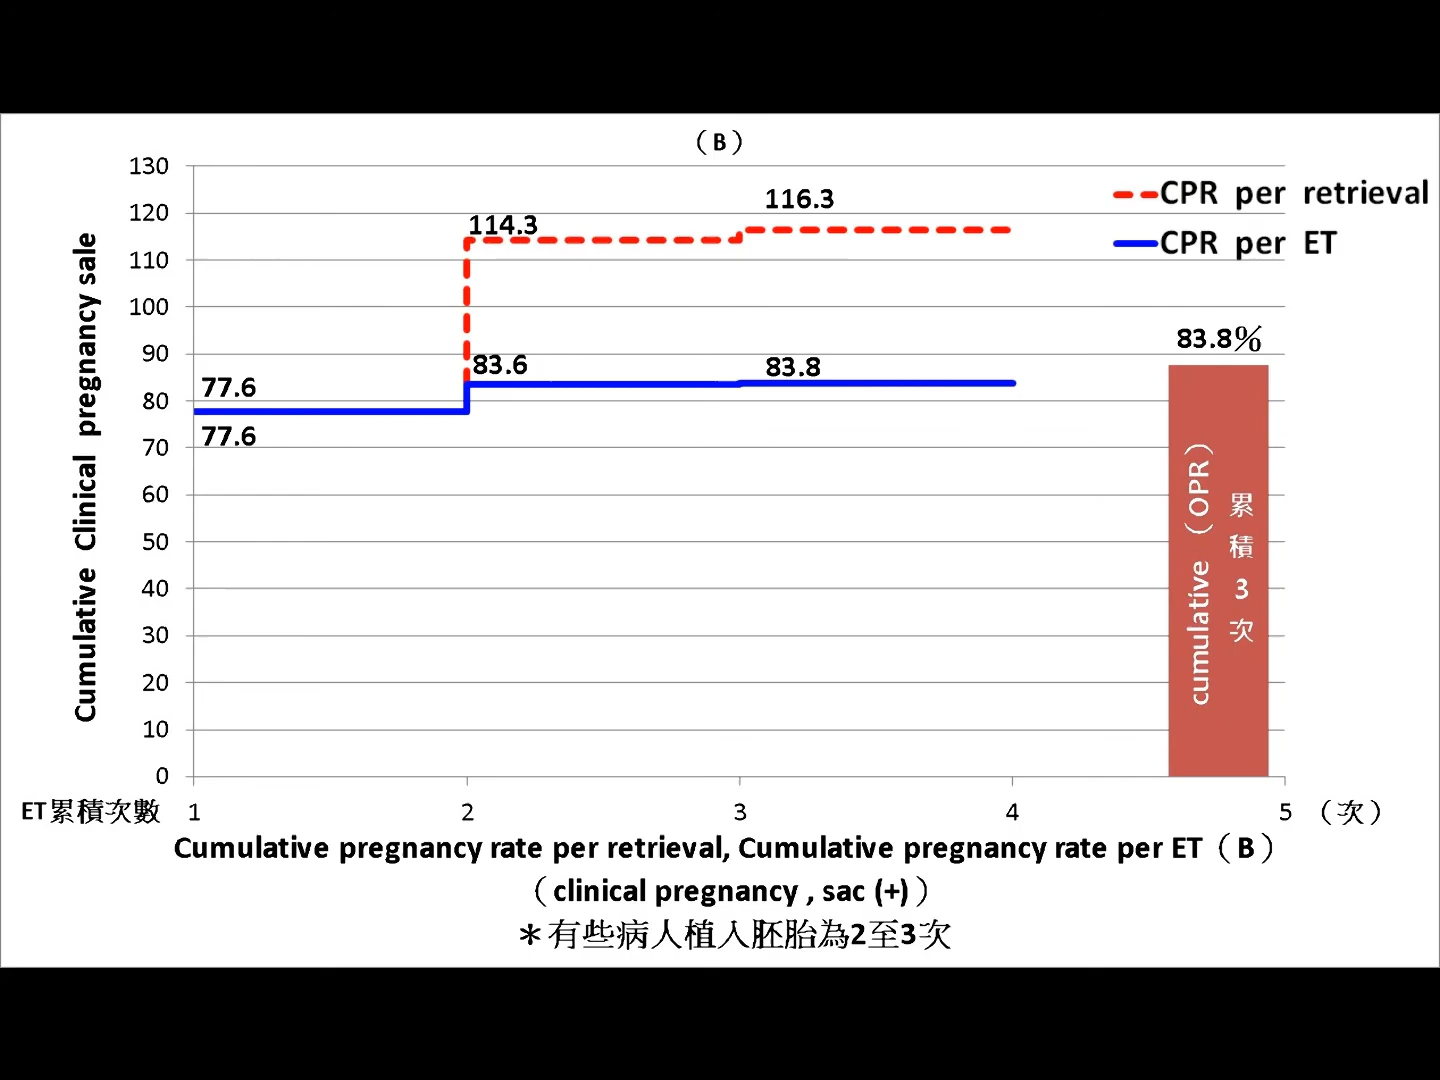 （B）
130
120
110
100
90
80
70
60
50
40
30
20
10
0
Cumulative Clinical pregnancy sale
CPR per retrieval
CPR per ET
114.3
116.3
77.6
83.6
83.8
77.6
83.8%
cumulative （OPR）
累積3次
ET累積次數 1 2 3 4 5 （次）
Cumulative pregnancy rate per retrieval, Cumulative pregnancy rate per ET（B）
（clinical pregnancy , sac (+)）
＊有些病人植入胚胎為2至3次